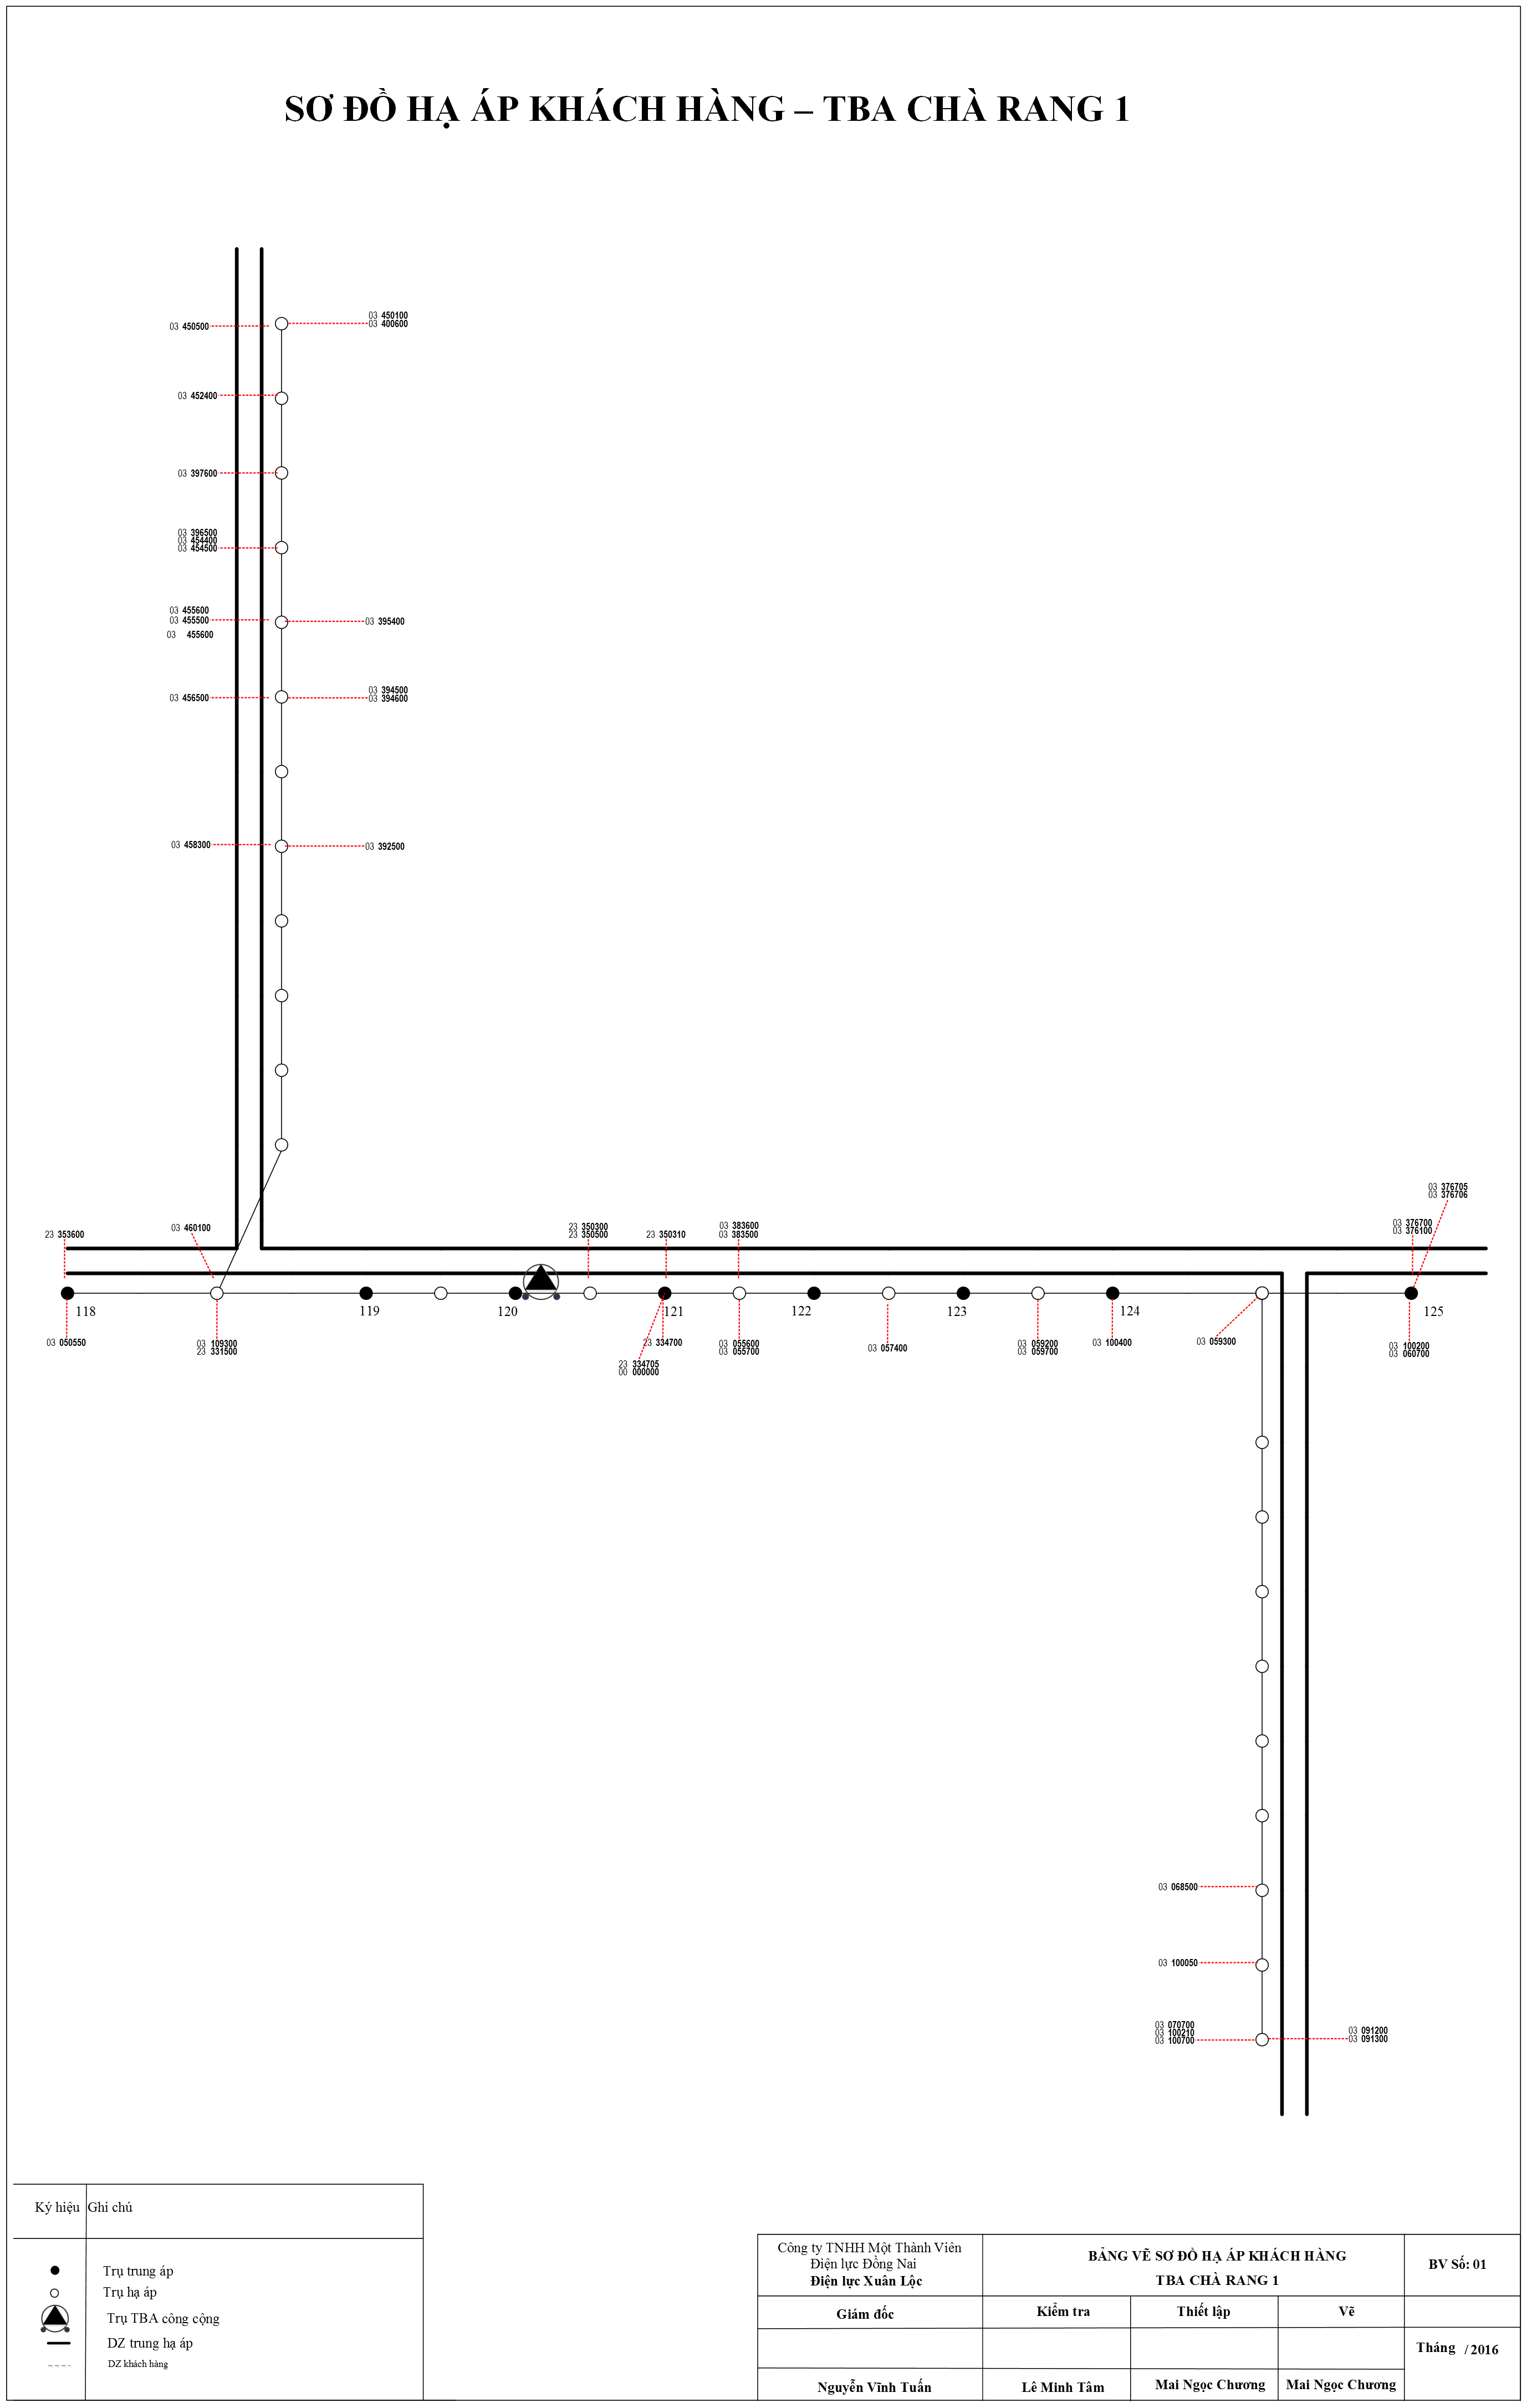 SƠ ĐỒ HẠ ÁP KHÁCH HÀNG – TBA CHÀ RANG 1
03 450100
03 400600
03 450500
03 452400
03 397600
03 396500
03 454400
03 454500
03 455600
03 455500
03 455600
03 395400
03 394500
03 394600
03 456500
03 458300
03 392500
03 376705
03 376706
23 353600
03 460100
23 350300
23 350500
23 350310
03 383600
03 383500
03 376700
03 376100
118
119
120
121
122
123
124
125
03 050550
03 109300
23 331500
23 334700
23 334705
00 000000
03 055600
03 055700
03 057400
03 059200
03 059700
03 100400
03 059300
03 100200
03 060700
03 068500
03 100050
03 070700
03 100210
03 100700
03 091200
03 091300
Ký hiệu Ghi chú
Trụ trung áp
Trụ hạ áp
Trụ TBA công cộng
DZ trung hạ áp
DZ khách hàng
Công ty TNHH Một Thành Viên
Điện lực Đồng Nai
Điện lực Xuân Lộc
BẢNG VẼ SƠ ĐỒ HẠ ÁP KHÁCH HÀNG
TBA CHÀ RANG 1
BV Số: 01
Giám đốc
Kiểm tra
Thiết lập
Vẽ
Tháng / 2016
Nguyễn Vĩnh Tuấn
Lê Minh Tâm
Mai Ngọc Chương
Mai Ngọc Chương